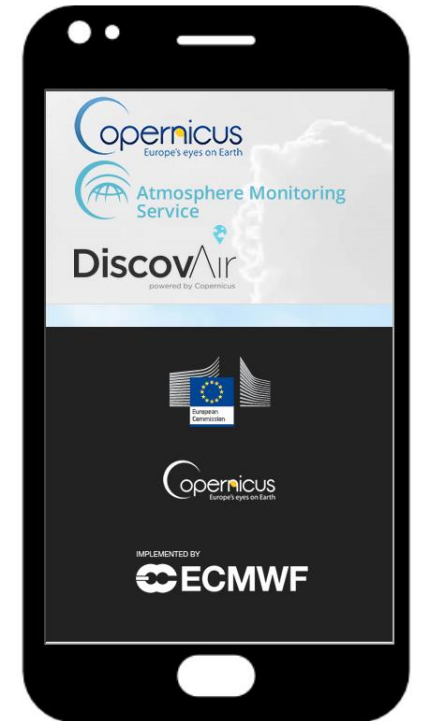 Copernicus
Europe's eyes on Earth
Atmosphere Monitoring
Service
DiscovAir
powered by Copernicus
European
Commission
Copernicus
Europe's eyes on Earth
IMPLEMENTED BY
ECMWF